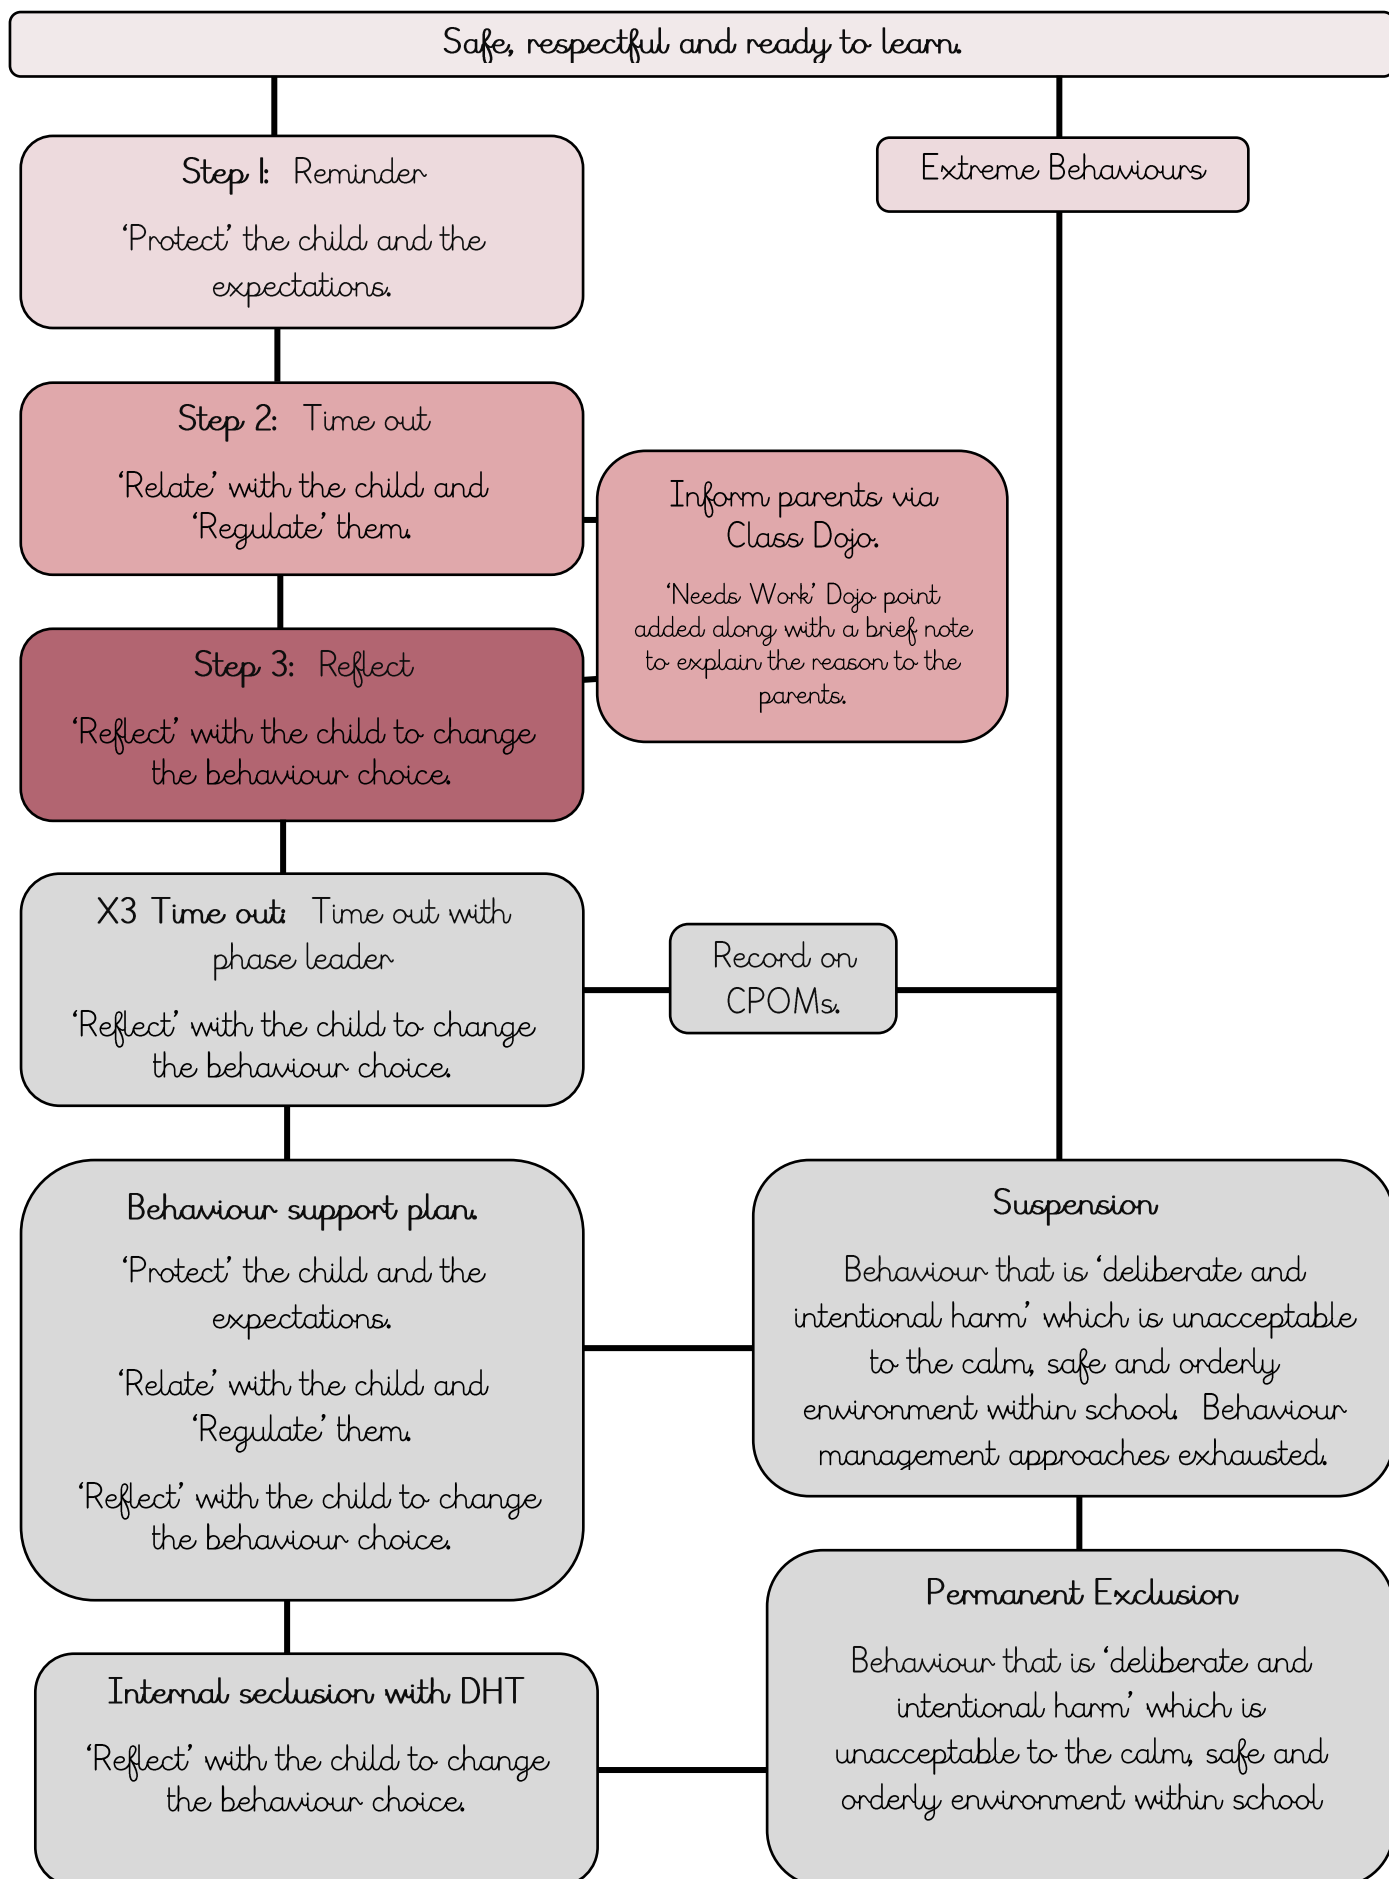 Safe, respectful and ready to learn.
Step 1: Reminder
‘Protect’ the child and the
expectations.
Extreme Behaviours
Step 2: Time out
‘Relate’ with the child and
‘Regulate’ them.
Inform parents via
Class Dojo.
‘Needs Work’ Dojo point
added along with a brief note
to explain the reason to the
parents.
Step 3: Reflect
‘Reflect’ with the child to change
the behaviour choice.
X3 Time out: Time out with
phase leader
‘Reflect’ with the child to change
the behaviour choice.
Record on
CPOMs.
Behaviour support plan.
‘Protect’ the child and the
expectations.
‘Relate’ with the child and
‘Regulate’ them.
‘Reflect’ with the child to change
the behaviour choice.
Suspension
Behaviour that is ‘deliberate and
intentional harm’ which is unacceptable
to the calm, safe and orderly
environment within school. Behaviour
management approaches exhausted.
Internal seclusion with DHT
‘Reflect’ with the child to change
the behaviour choice.
Permanent Exclusion
Behaviour that is ‘deliberate and
intentional harm’ which is
unacceptable to the calm, safe and
orderly environment within school